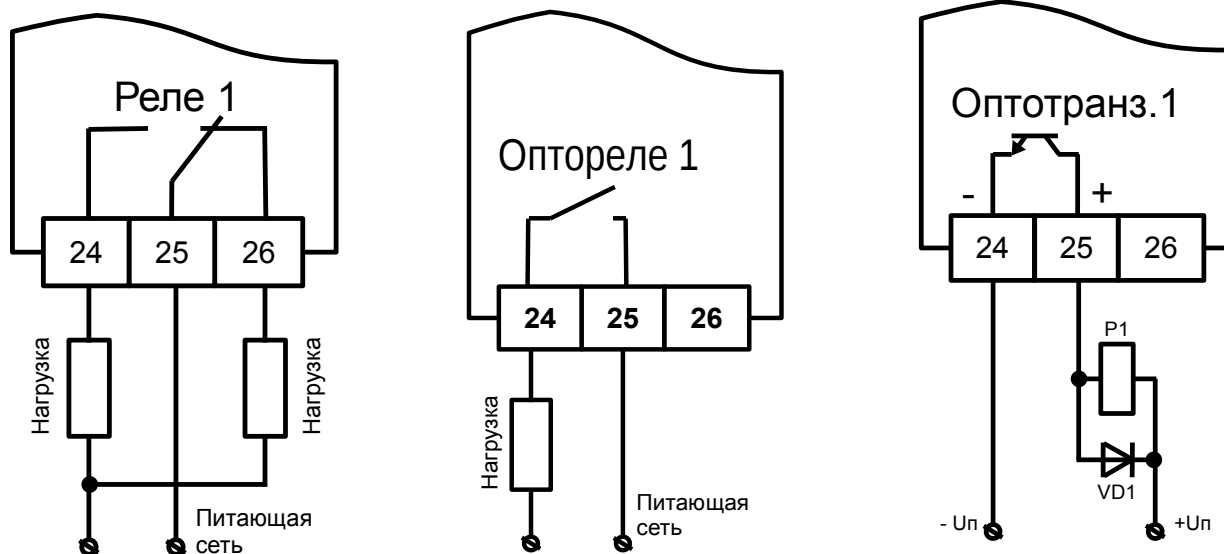 Реле 1
24 25 26
Нагрузка
Нагрузка
Питающая
сеть
Оптореле 1
24 25 26
Нагрузка
Питающая
сеть
Оптотранз.1
- +
24 25 26
P1
VD1
- Uп
+Uп